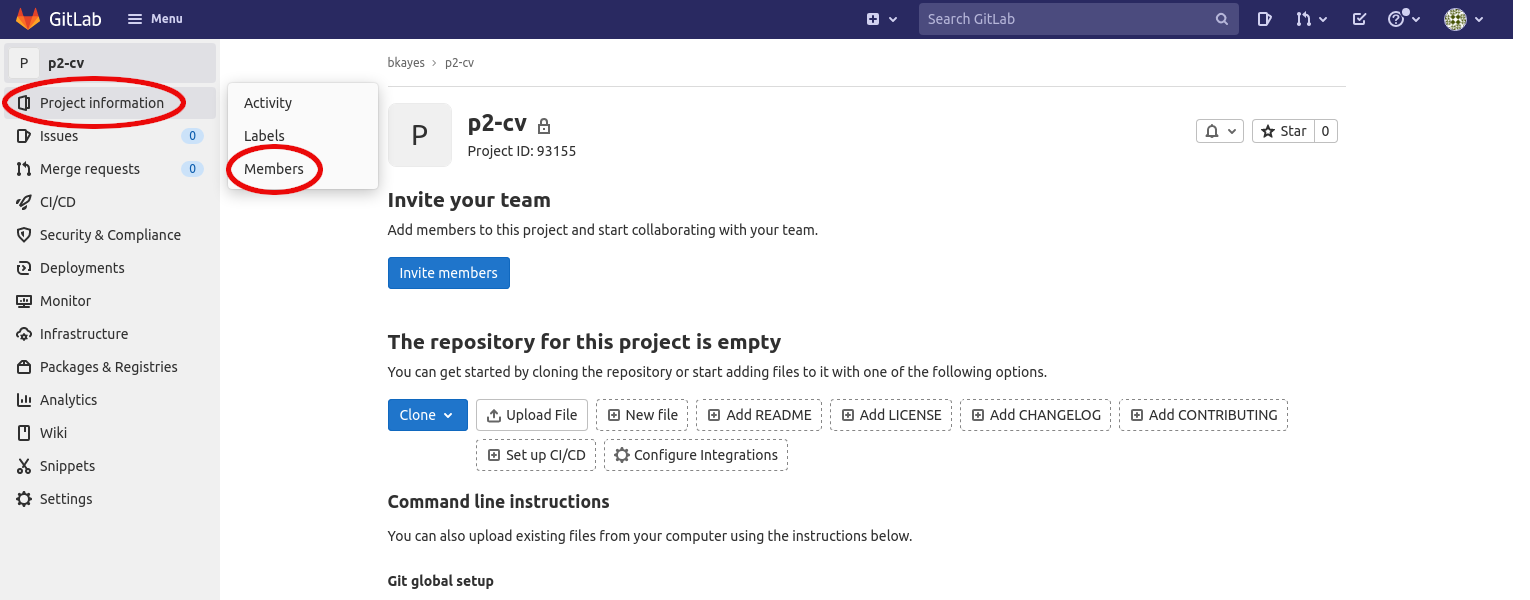 GitLab
Menu
Search GitLab
P p2-cv
Project information
Issues 0
Merge requests 0
CI/CD
Security & Compliance
Deployments
Monitor
Infrastructure
Packages & Registries
Analytics
Wiki
Snippets
Settings
Activity
Labels
Members
bkayes > p2-cv
P
p2-cv
Project ID: 93155
Star 0
Invite your team
Add members to this project and start collaborating with your team.
Invite members
The repository for this project is empty
You can get started by cloning the repository or start adding files to it with one of the following options.
Clone Upload File New file Add README Add LICENSE Add CHANGELOG Add CONTRIBUTING
Set up CI/CD Configure Integrations
Command line instructions
You can also upload existing files from your computer using the instructions below.
Git global setup